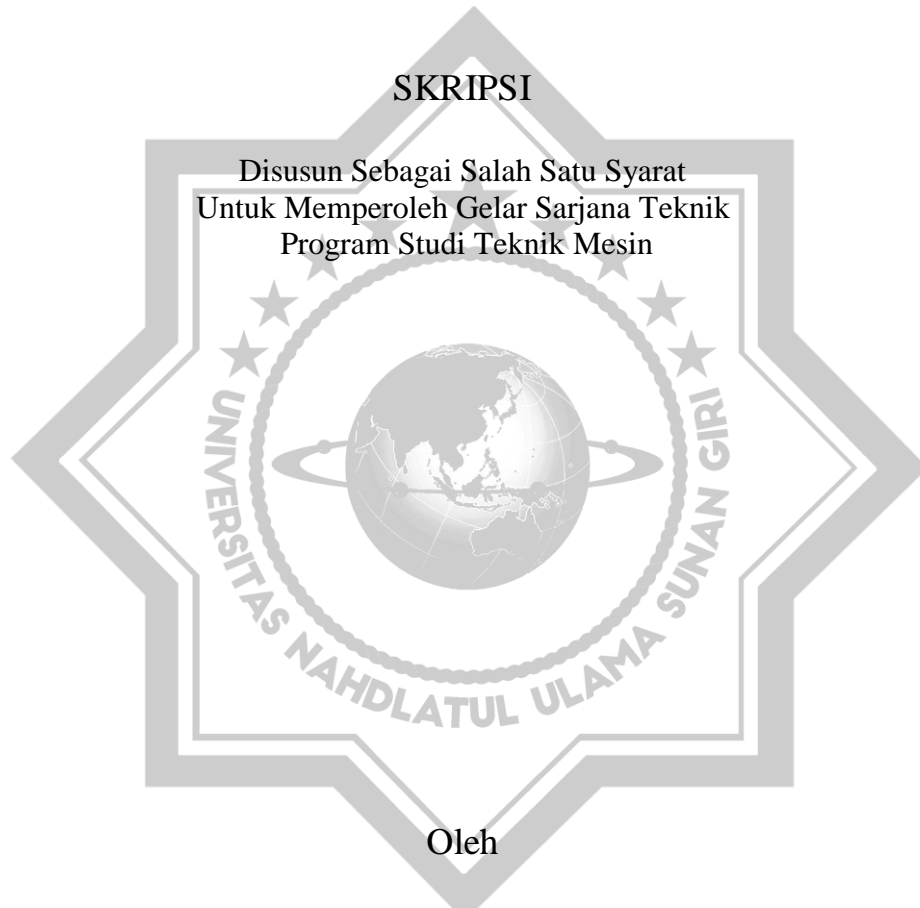 SKRIPSI
Disusun Sebagai Salah Satu Syarat
Untuk Memperoleh Gelar Sarjana Teknik
Program Studi Teknik Mesin
UNIVERSITAS NAHDLATUL ULAMA SUNAN GIRI
Oleh